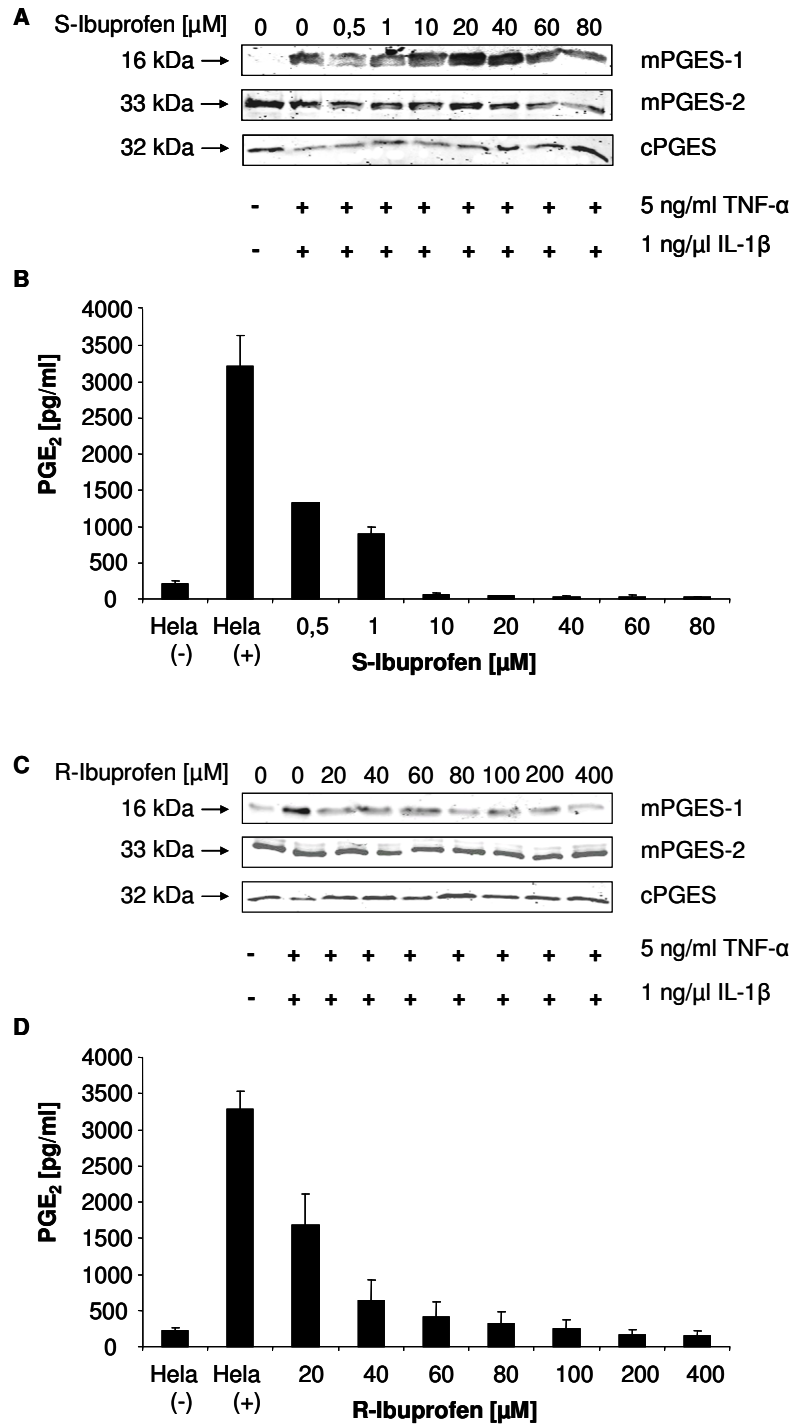 A
S-Ibuprofen [µM] 0 0 0,5 1 10 20 40 60 80
16 kDa → mPGES-1
33 kDa → mPGES-2
32 kDa → cPGES
- + + + + + + + + 5 ng/ml TNF-α
- + + + + + + + + 1 ng/µl IL-1β
B
4000
3500
3000
2500
2000
1500
1000
500
0
PGE₂ [pg/ml]
Hela (-) Hela (+) 0,5 1 10 20 40 60 80
S-Ibuprofen [µM]
C
R-Ibuprofen [µM] 0 0 20 40 60 80 100 200 400
16 kDa → mPGES-1
33 kDa → mPGES-2
32 kDa → cPGES
- + + + + + + + + 5 ng/ml TNF-α
- + + + + + + + + 1 ng/µl IL-1β
D
4000
3500
3000
2500
2000
1500
1000
500
0
PGE₂ [pg/ml]
Hela (-) Hela (+) 20 40 60 80 100 200 400
R-Ibuprofen [µM]